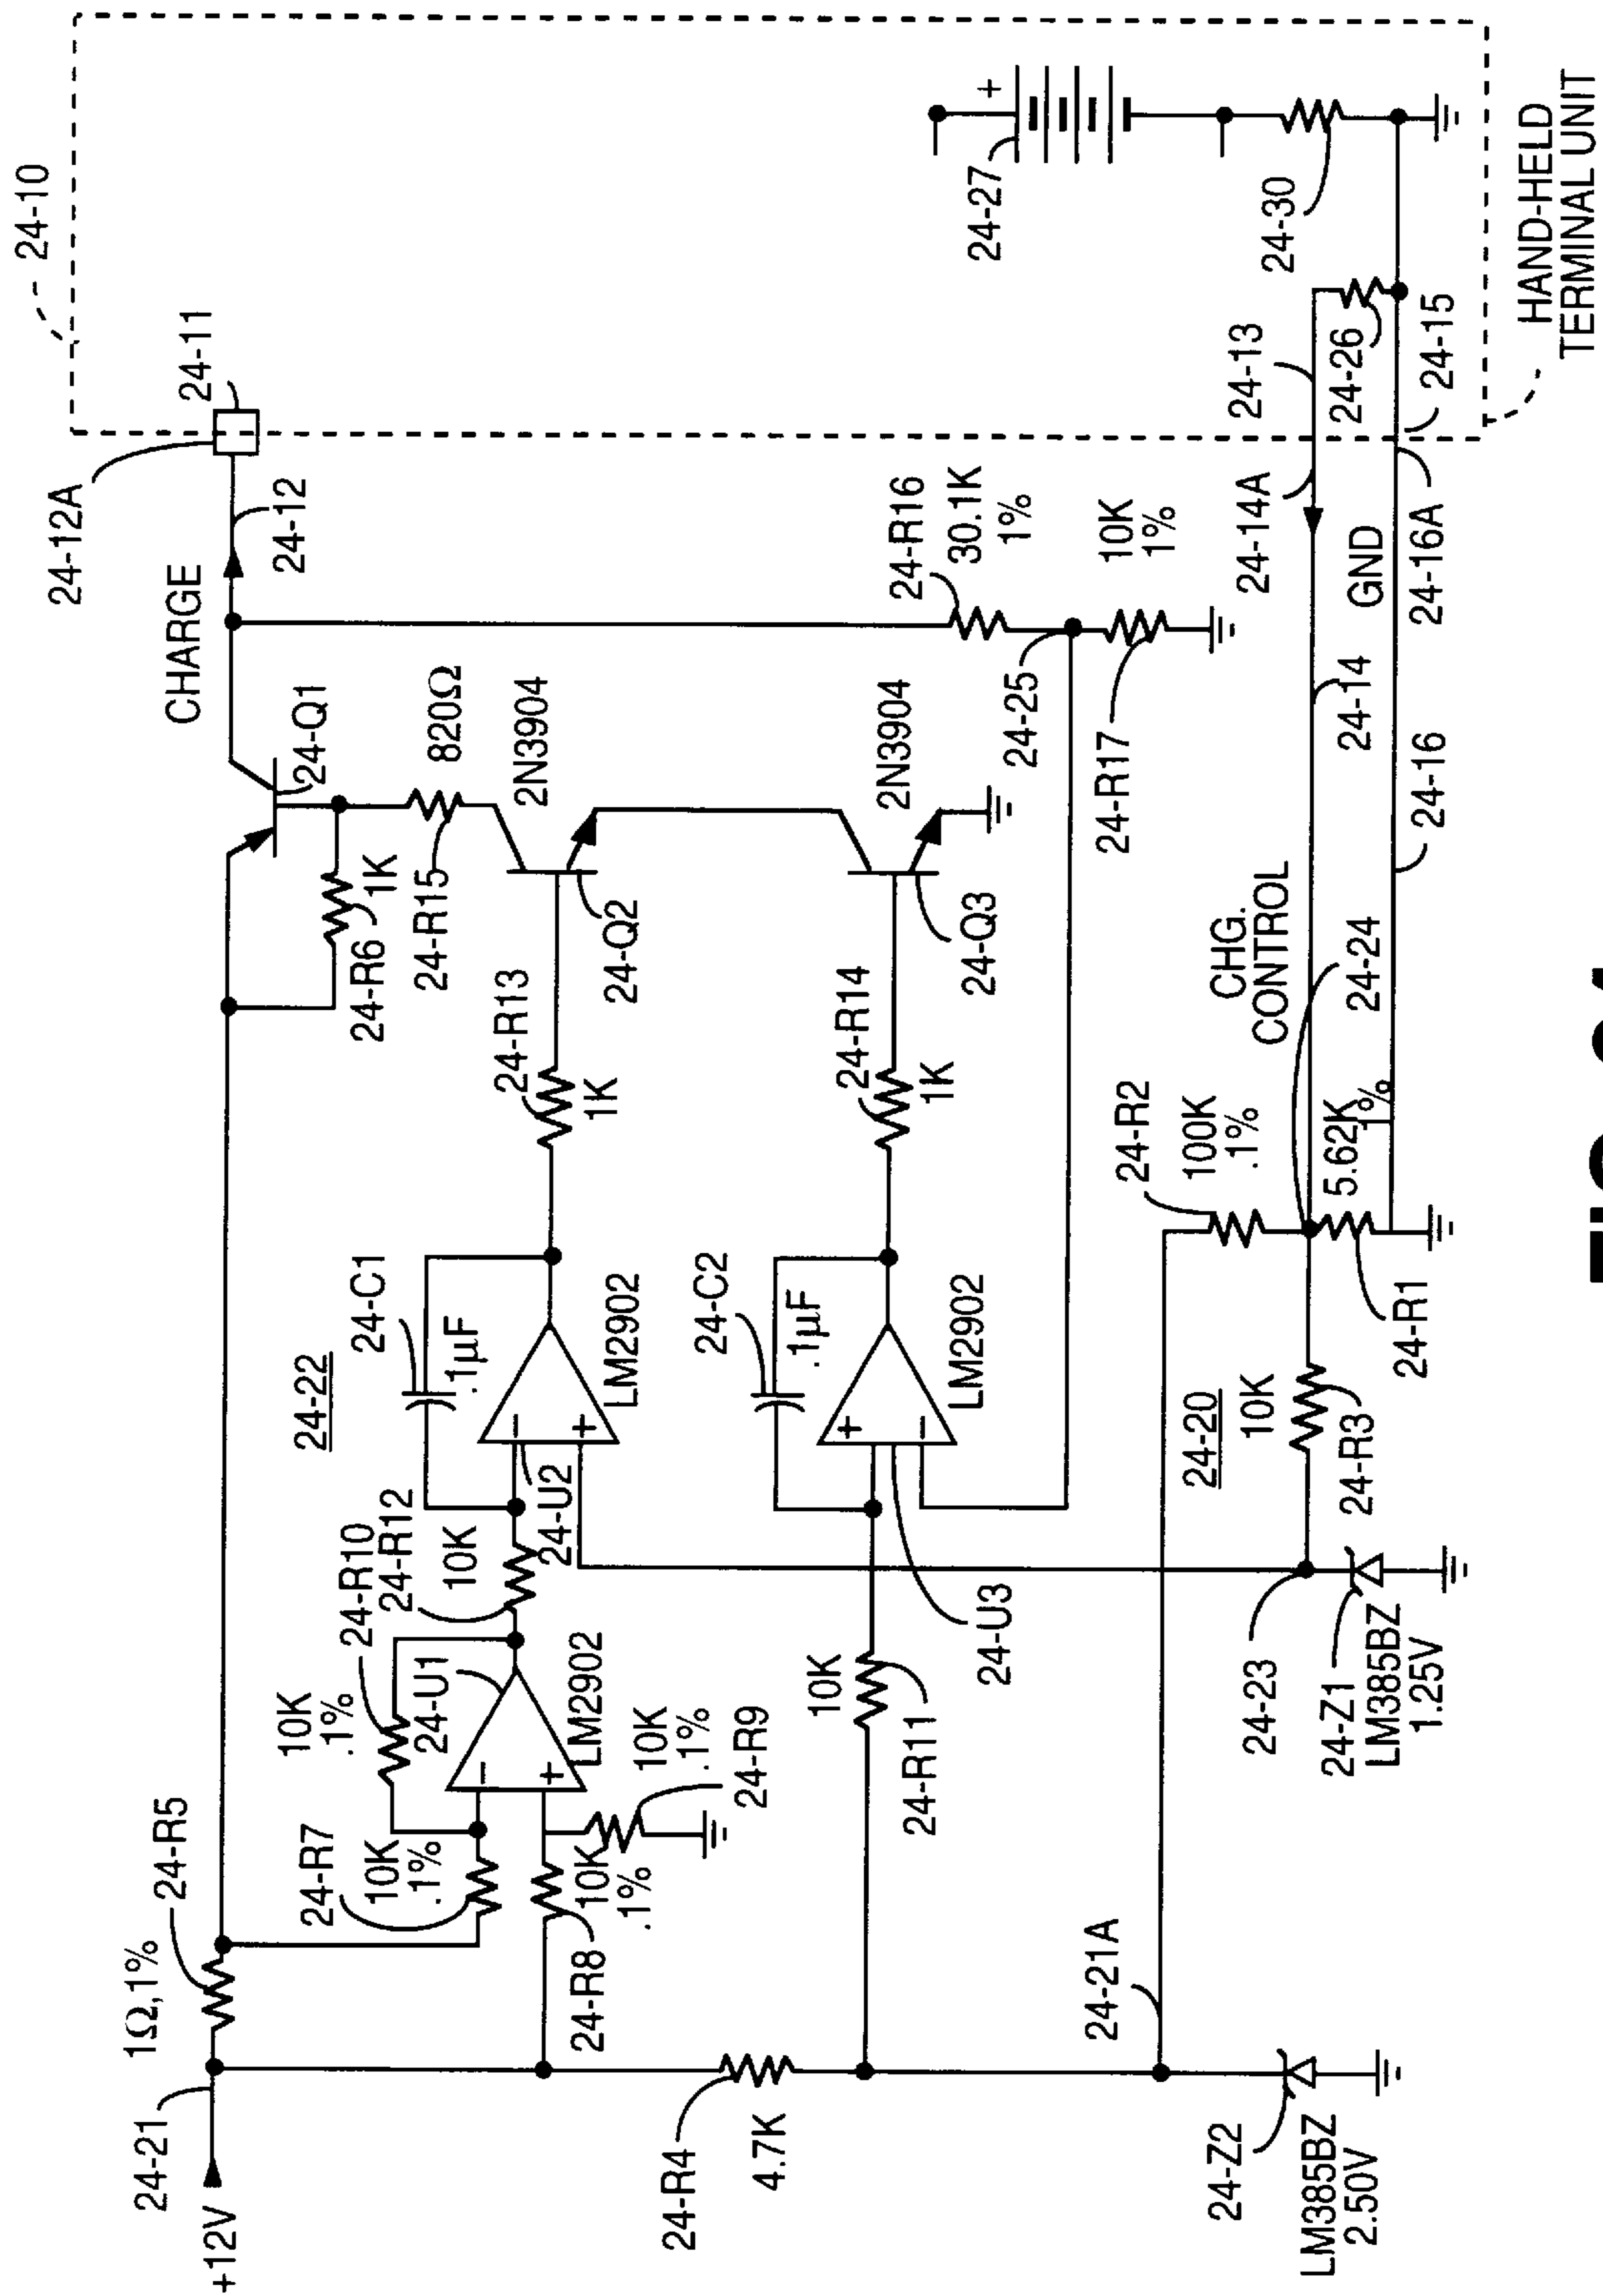 24-10
24-11
24-12A
24-12
CHARGE
24-Q1
24-R6
1K
24-R15
820Ω
2N3904
24-Q2
24-R13
1K
24-22
24-C1
.1µF
LM2902
24-U2
24-R10
24-R12
10K
10K
.1%
24-U1
LM2902
10K
.1%
24-R9
24-R5
1Ω,1%
24-R7
10K
.1%
10K
.1%
24-R8
24-21
+12V
24-R4
4.7K
24-27
+
24-30
24-R16
30.1K
1%
24-25
10K
1%
24-R17
2N3904
24-Q3
24-R14
1K
24-C2
.1µF
LM2902
24-U3
10K
24-R11
24-21A
24-13
24-26
24-15
24-14A
GND
24-16A
24-14
24-16
CHG.
CONTROL
24-24
24-R2
100K
.1%
5.62K
1%
24-R1
24-20
10K
24-R3
24-23
24-Z1
LM385BZ
1.25V
24-Z2
LM385BZ
2.50V
HAND-HELD
TERMINAL UNIT